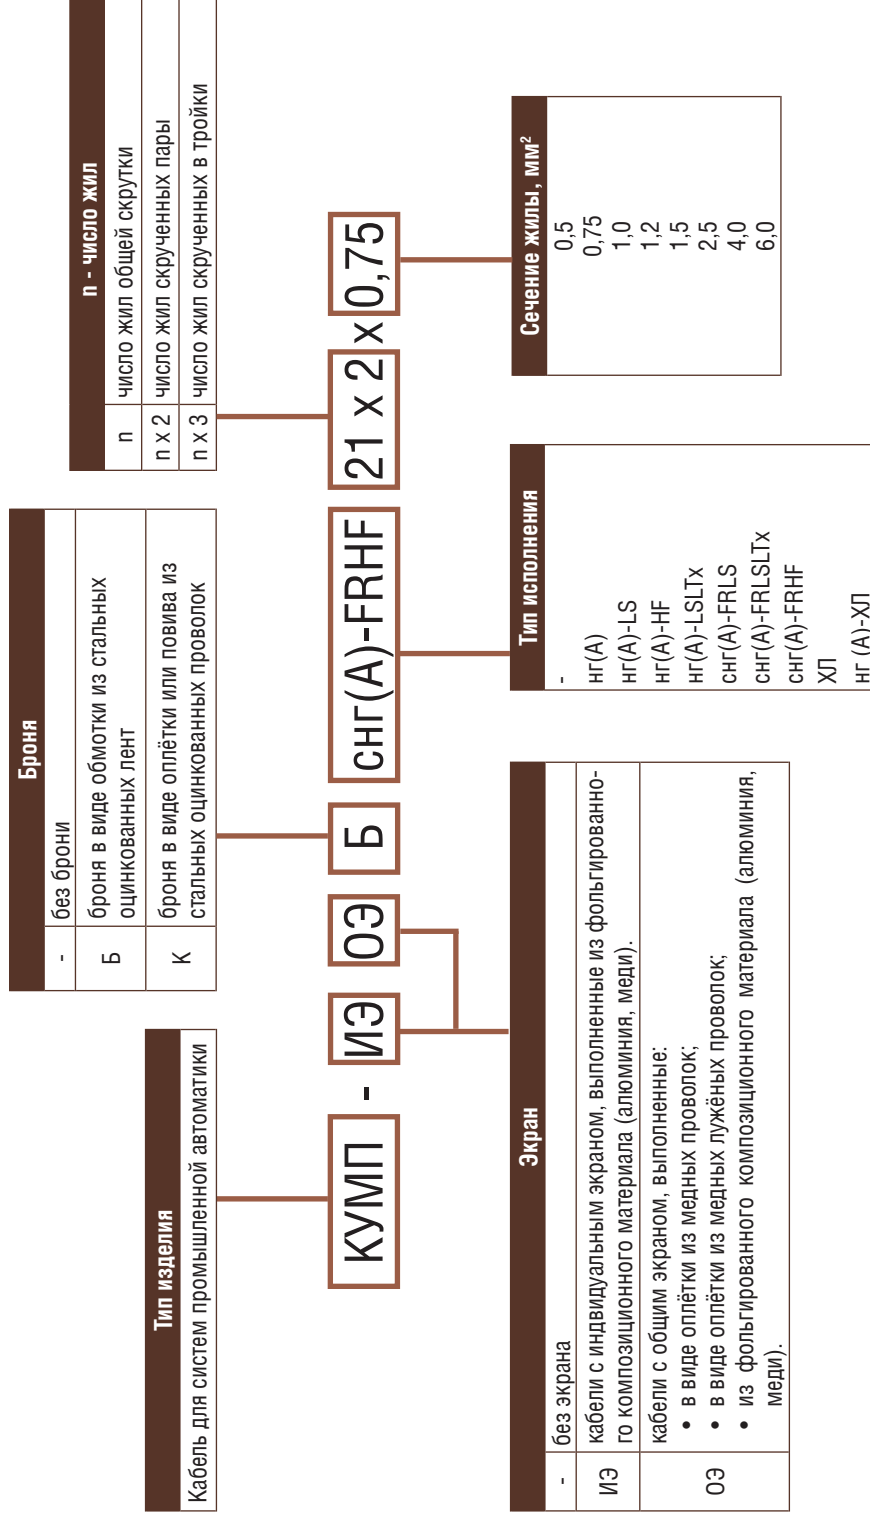 Тип изделия
Кабель для систем промышленной автоматики
Броня
- без брони
Б броня в виде обмотки из стальных
оцинкованных лент
К броня в виде оплётки или повива из
стальных оцинкованных проволок
n - число жил
n число жил общей скрутки
n x 2 число жил скрученных пары
n x 3 число жил скрученных в тройки
КУМП - ИЭ ОЭ Б снг(А)-FRHF 21 x 2 x 0,75
Экран
- без экрана
ИЭ кабели с индвидуальным экраном, выполненные из фольгированно-
го композиционного материала (алюминия, меди).
ОЭ кабели с общим экраном, выполненные:
• в виде оплётки из медных проволок;
• в виде оплётки из медных лужёных проволок;
• из фольгированного композиционного материала (алюминия,
меди).
Тип исполнения
-
нг(А)
нг(А)-LS
нг(А)-HF
нг(А)-LSLTx
снг(А)-FRLS
снг(А)-FRLSLTx
снг(А)-FRHF
ХЛ
нг (А)-ХЛ
Сечение жилы, мм²
0,5
0,75
1,0
1,2
1,5
2,5
4,0
6,0